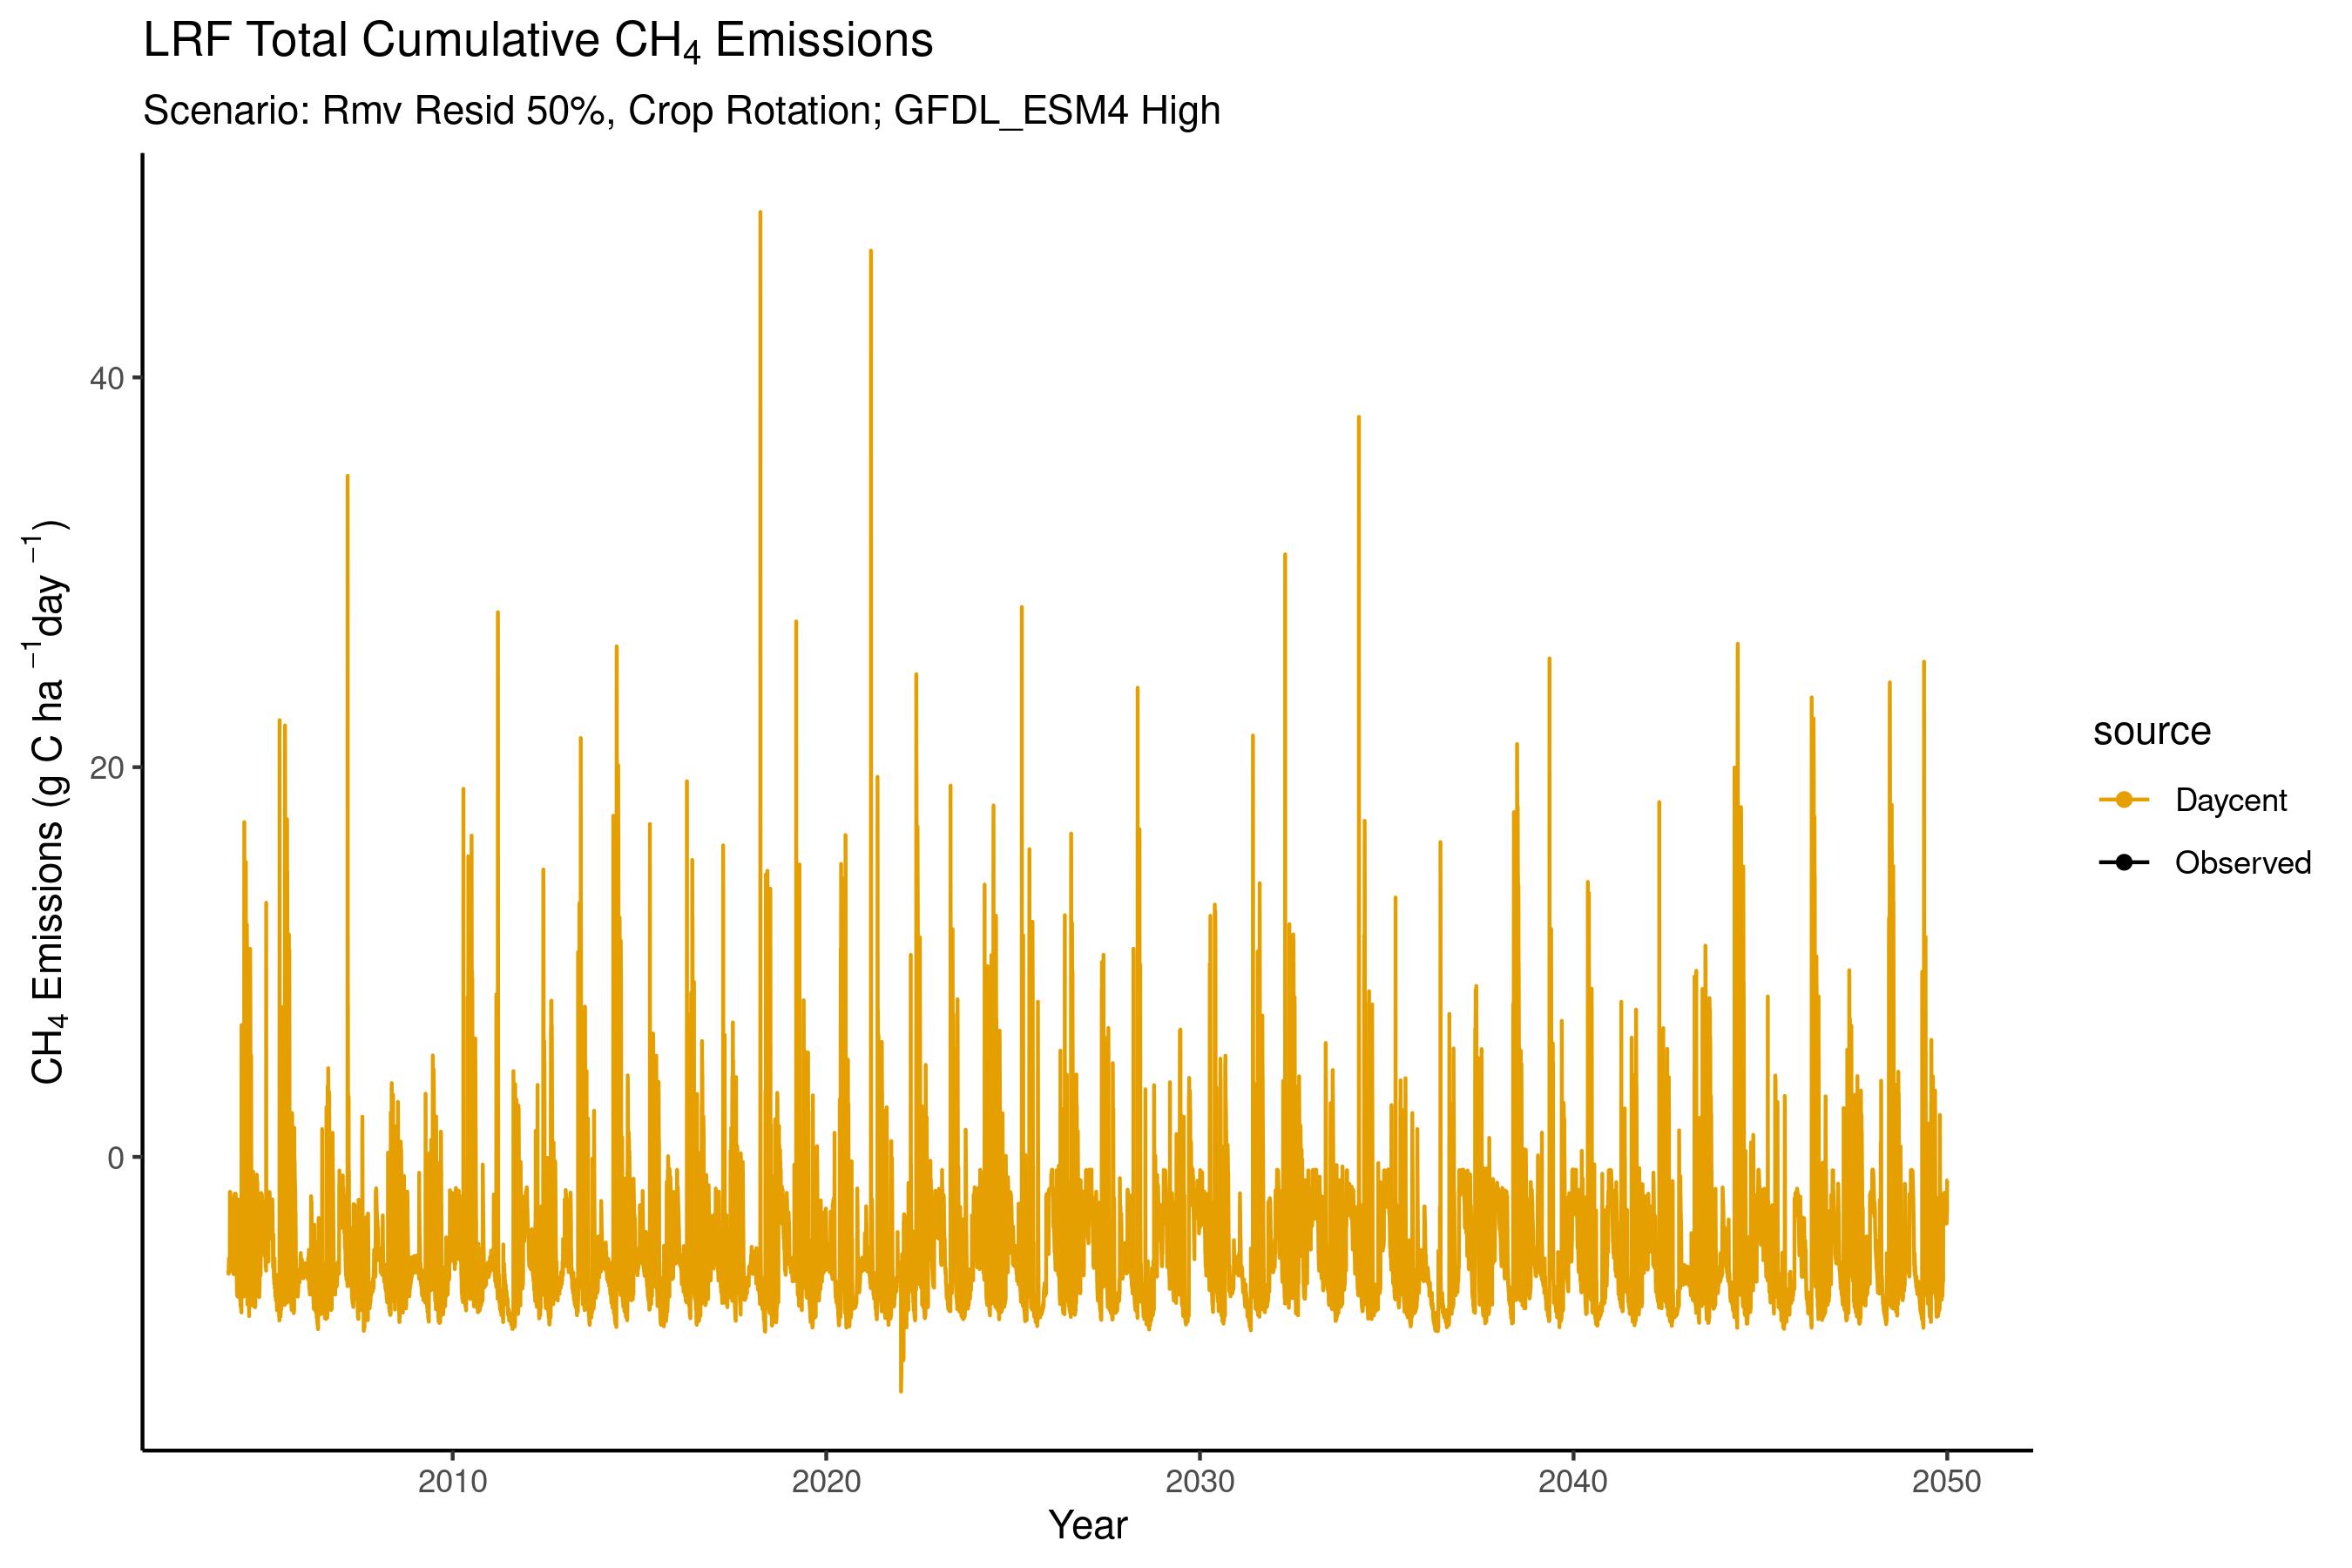 LRF Total Cumulative CH₄ Emissions
Scenario: Rmv Resid 50%, Crop Rotation; GFDL_ESM4 High
CH₄ Emissions (g C ha ⁻¹day ⁻¹)
40
20
0
2010 2020 2030 2040 2050
Year
source
Daycent
Observed